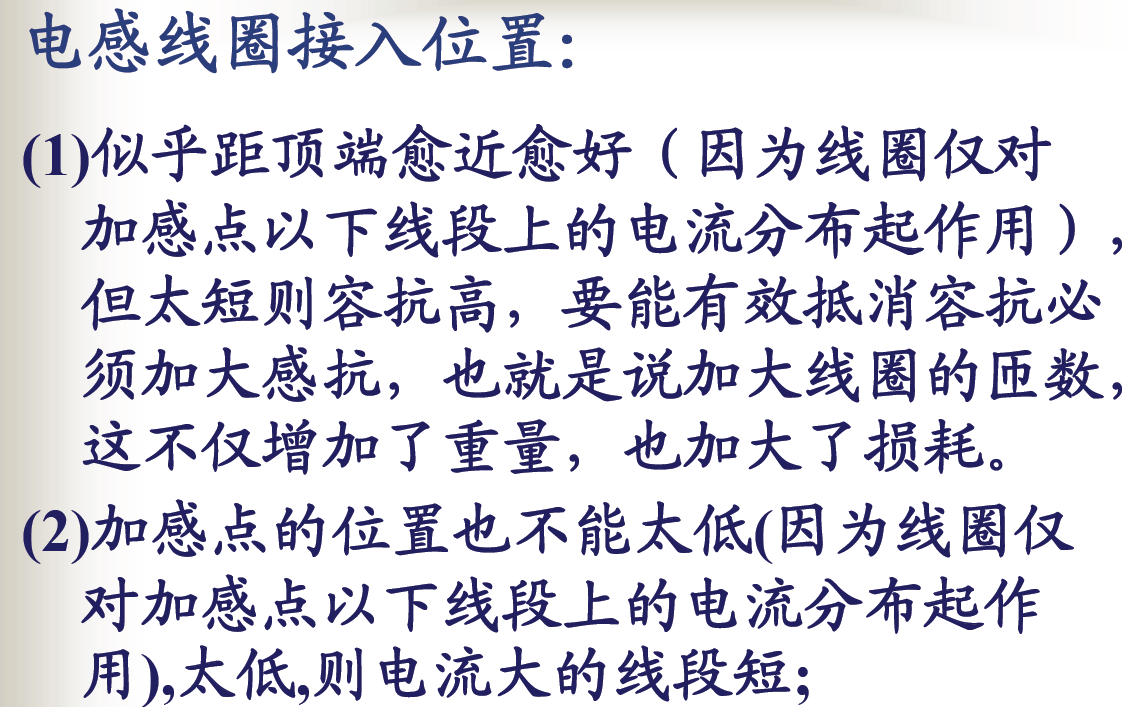 电感线圈接入位置:
(1)似乎距顶端愈近愈好（因为线圈仅对
加感点以下线段上的电流分布起作用），
但太短则容抗高，要能有效抵消容抗必
须加大感抗，也就是说加大线圈的匝数，
这不仅增加了重量，也加大了损耗。
(2)加感点的位置也不能太低(因为线圈仅
对加感点以下线段上的电流分布起作
用),太低,则电流大的线段短;